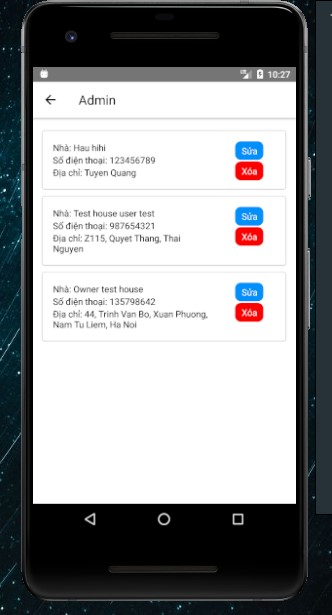 10:27
Admin
Nhà: Hau hihi
Số điện thoại: 123456789
Địa chỉ: Tuyen Quang
Sửa
Xóa
Nhà: Test house user test
Số điện thoại: 987654321
Địa chỉ: Z115, Quyet Thang, Thai
Nguyen
Sửa
Xóa
Nhà: Owner test house
Số điện thoại: 135798642
Địa chỉ: 44, Trinh Van Bo, Xuan Phuong,
Nam Tu Liem, Ha Noi
Sửa
Xóa